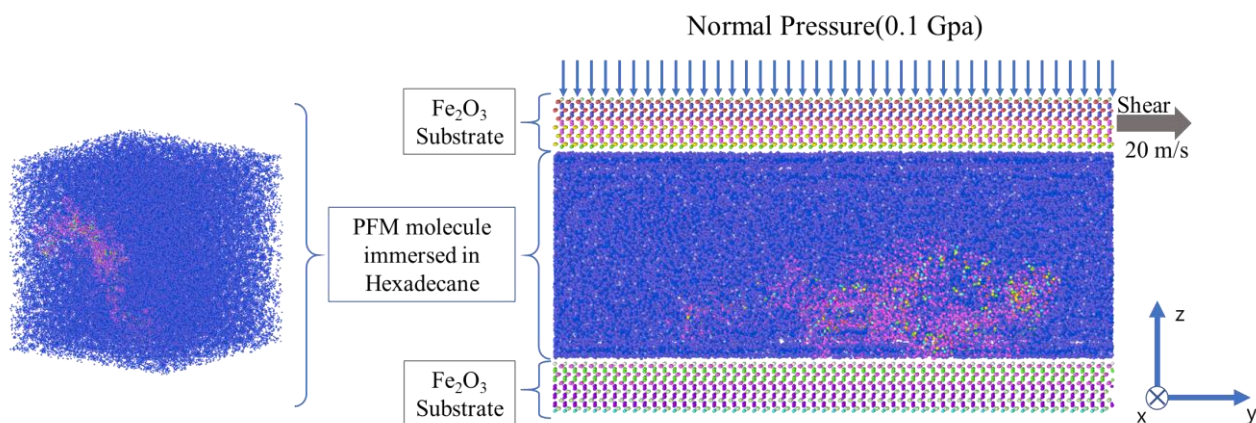 Normal Pressure(0.1 Gpa)
Fe₂O₃
Substrate
Shear
20 m/s
PFM molecule
immersed in
Hexadecane
Fe₂O₃
Substrate
z
x
y